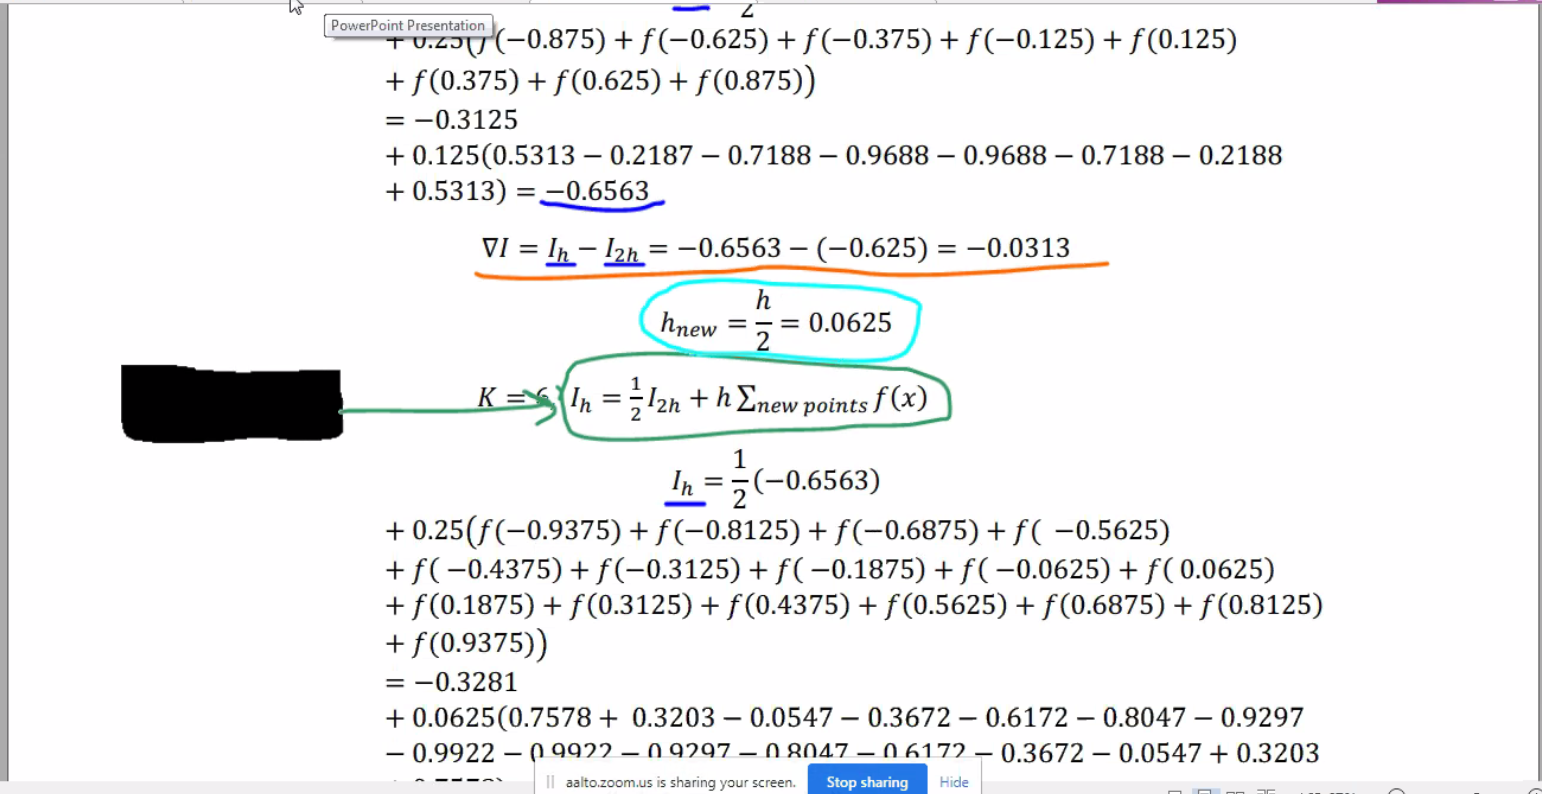 2
PowerPoint Presentation
+ 0.25(f(−0.875) + f(−0.625) + f(−0.375) + f(−0.125) + f(0.125)
+ f(0.375) + f(0.625) + f(0.875))
= −0.3125
+ 0.125(0.5313 − 0.2187 − 0.7188 − 0.9688 − 0.9688 − 0.7188 − 0.2188
+ 0.5313) = −0.6563
∇I = I_h − I_{2h} = −0.6563 − (−0.625) = −0.0313
h_{new} = h/2 = 0.0625
K = 6, I_h = 1/2 I_{2h} + h ∑_{new points} f(x)
I_h = 1/2 (−0.6563)
+ 0.25(f(−0.9375) + f(−0.8125) + f(−0.6875) + f( −0.5625)
+ f( −0.4375) + f(−0.3125) + f( −0.1875) + f( −0.0625) + f( 0.0625)
+ f(0.1875) + f(0.3125) + f(0.4375) + f(0.5625) + f(0.6875) + f(0.8125)
+ f(0.9375))
= −0.3281
+ 0.0625(0.7578 + 0.3203 − 0.0547 − 0.3672 − 0.6172 − 0.8047 − 0.9297
− 0.9922 − 0.9922 − 0.9297 − 0.8047 − 0.6172 − 0.3672 − 0.0547 + 0.3203
aalto.zoom.us is sharing your screen. Stop sharing Hide